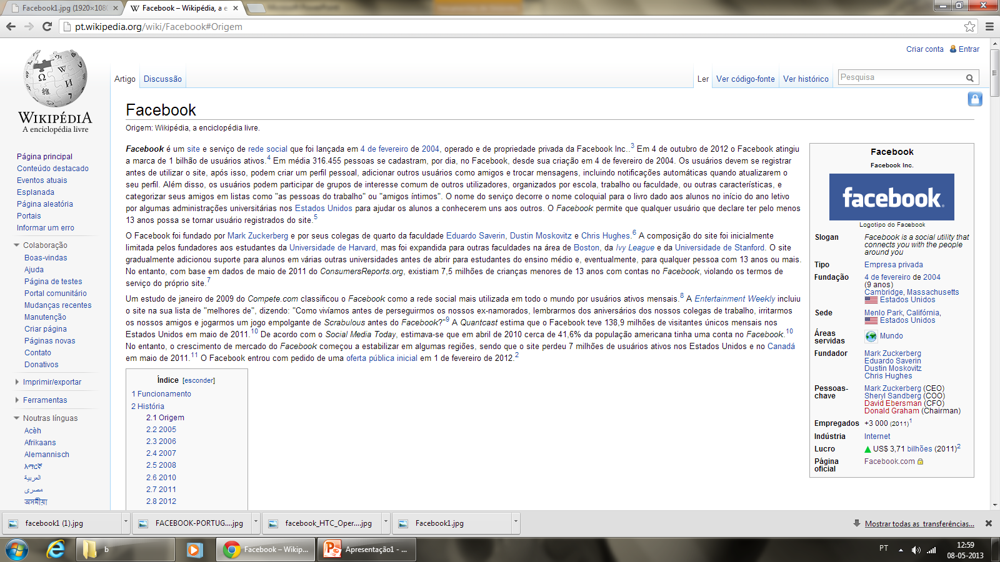 Facebook1.jpg (1920×1080
Facebook – Wikipédia, a e
pt.wikipedia.org/wiki/Facebook#Origem
Criar conta Entrar
Artigo Discussão Ler Ver código-fonte Ver histórico Pesquisa
WIKIPÉDIA
A enciclopédia livre
Página principal
Conteúdo destacado
Eventos atuais
Esplanada
Página aleatória
Portais
Informar um erro
Colaboração
Boas-vindas
Ajuda
Página de testes
Portal comunitário
Mudanças recentes
Manutenção
Criar página
Páginas novas
Contato
Donativos
Imprimir/exportar
Ferramentas
Noutras línguas
Acèh
Afrikaans
Alemannisch
አማርኛ
العربية
مصرى
অসমীয়া
Facebook
Origem: Wikipédia, a enciclopédia livre.
Facebook é um site e serviço de rede social que foi lançada em 4 de fevereiro de 2004, operado e de propriedade privada da Facebook Inc..3 Em 4 de outubro de 2012 o Facebook atingiu
a marca de 1 bilhão de usuários ativos.4 Em média 316.455 pessoas se cadastram, por dia, no Facebook, desde sua criação em 4 de fevereiro de 2004. Os usuários devem se registrar
antes de utilizar o site, após isso, podem criar um perfil pessoal, adicionar outros usuários como amigos e trocar mensagens, incluindo notificações automáticas quando atualizarem o
seu perfil. Além disso, os usuários podem participar de grupos de interesse comum de outros utilizadores, organizados por escola, trabalho ou faculdade, ou outras características, e
categorizar seus amigos em listas como "as pessoas do trabalho" ou "amigos íntimos". O nome do serviço decorre o nome coloquial para o livro dado aos alunos no início do ano letivo
por algumas administrações universitárias nos Estados Unidos para ajudar os alunos a conhecerem uns aos outros. O Facebook permite que qualquer usuário que declare ter pelo menos
13 anos possa se tornar usuário registrados do site.5
O Facebook foi fundado por Mark Zuckerberg e por seus colegas de quarto da faculdade Eduardo Saverin, Dustin Moskovitz e Chris Hughes.6 A composição do site foi inicialmente
limitada pelos fundadores aos estudantes da Universidade de Harvard, mas foi expandida para outras faculdades na área de Boston, da Ivy League e da Universidade de Stanford. O site
gradualmente adicionou suporte para alunos em várias outras universidades antes de abrir para estudantes do ensino médio e, eventualmente, para qualquer pessoa com 13 anos ou mais.
No entanto, com base em dados de maio de 2011 do ConsumersReports.org, existiam 7,5 milhões de crianças menores de 13 anos com contas no Facebook, violando os termos de
serviço do próprio site.7
Um estudo de janeiro de 2009 do Compete.com classificou o Facebook como a rede social mais utilizada em todo o mundo por usuários ativos mensais.8 A Entertainment Weekly incluiu
o site na sua lista de "melhores de", dizendo: "Como vivíamos antes de perseguirmos os nossos ex-namorados, lembrarmos dos aniversários dos nossos colegas de trabalho, irritarmos
os nossos amigos e jogarmos um jogo empolgante de Scrabulous antes do Facebook?"9 A Quantcast estima que o Facebook teve 138,9 milhões de visitantes únicos mensais nos
Estados Unidos em maio de 2011.10 De acordo com o Social Media Today, estimava-se que em abril de 2010 cerca de 41,6% da população americana tinha uma conta no Facebook.10
No entanto, o crescimento de mercado do Facebook começou a estabilizar em algumas regiões, sendo que o site perdeu 7 milhões de usuários ativos nos Estados Unidos e no Canadá
em maio de 2011.11 O Facebook entrou com pedido de uma oferta pública inicial em 1 de fevereiro de 2012.2
Índice [esconder]
1 Funcionamento
2 História
2.1 Origem
2.2 2005
2.3 2006
2.4 2007
2.5 2008
2.6 2010
2.7 2011
2.8 2012
Facebook
Facebook Inc.
facebook®
Logotipo do Facebook
Slogan Facebook is a social utility that
connects you with the people
around you
Tipo Empresa privada
Fundação 4 de fevereiro de 2004
(9 anos)
Cambridge, Massachusetts
Estados Unidos
Sede Menlo Park, Califórnia,
Estados Unidos
Áreas servidas Mundo
Fundador Mark Zuckerberg
Eduardo Saverin
Dustin Moskovitz
Chris Hughes
Pessoas-chave Mark Zuckerberg (CEO)
Sheryl Sandberg (COO)
David Ebersman (CFO)
Donald Graham (Chairman)
Empregados +3 000 (2011)1
Indústria Internet
Lucro ▲ US$ 3,71 bilhões (2011)2
Página oficial Facebook.com
facebook1 (1).jpg FACEBOOK-PORTUG....jpg facebook_HTC_Oper....jpg Facebook1.jpg Mostrar todas as transferências...
b Facebook – Wikip... Apresentação1 - ... PT 12:59
08-05-2013